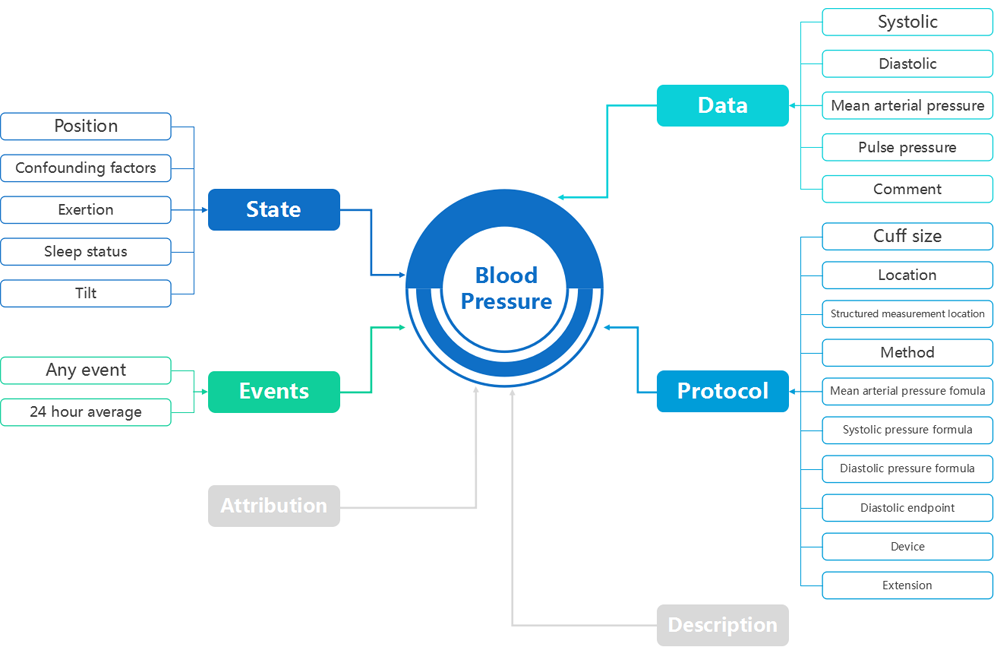 Systolic
Diastolic
Data
Mean arterial pressure
Pulse pressure
Comment
Position
Confounding factors
State
Exertion
Sleep status
Tilt
Blood
Pressure
Cuff size
Location
Structured measurement location
Method
Protocol
Mean arterial pressure fomula
Systolic pressure formula
Diastolic pressure formula
Diastolic endpoint
Device
Extension
Any event
Events
24 hour average
Attribution
Description